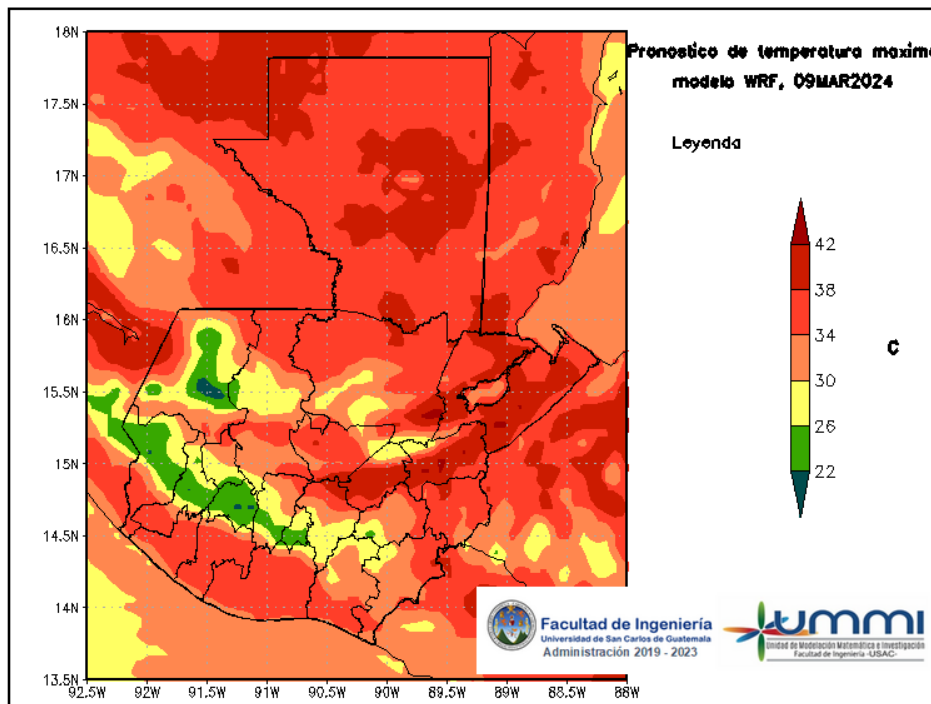 Pronostico de temperatura maxima
modelo WRF, 09MAR2024
Leyenda
42
38
34
30
26
22
C
18N
17.5N
17N
16.5N
16N
15.5N
15N
14.5N
14N
13.5N
92.5W 92W 91.5W 91W 90.5W 90W 89.5W 89W 88.5W 88W
Facultad de Ingeniería
Universidad de San Carlos de Guatemala
Administración 2019 - 2023
UMMI
Unidad de Modelación Matemática e Investigación
Facultad de Ingeniería -USAC-